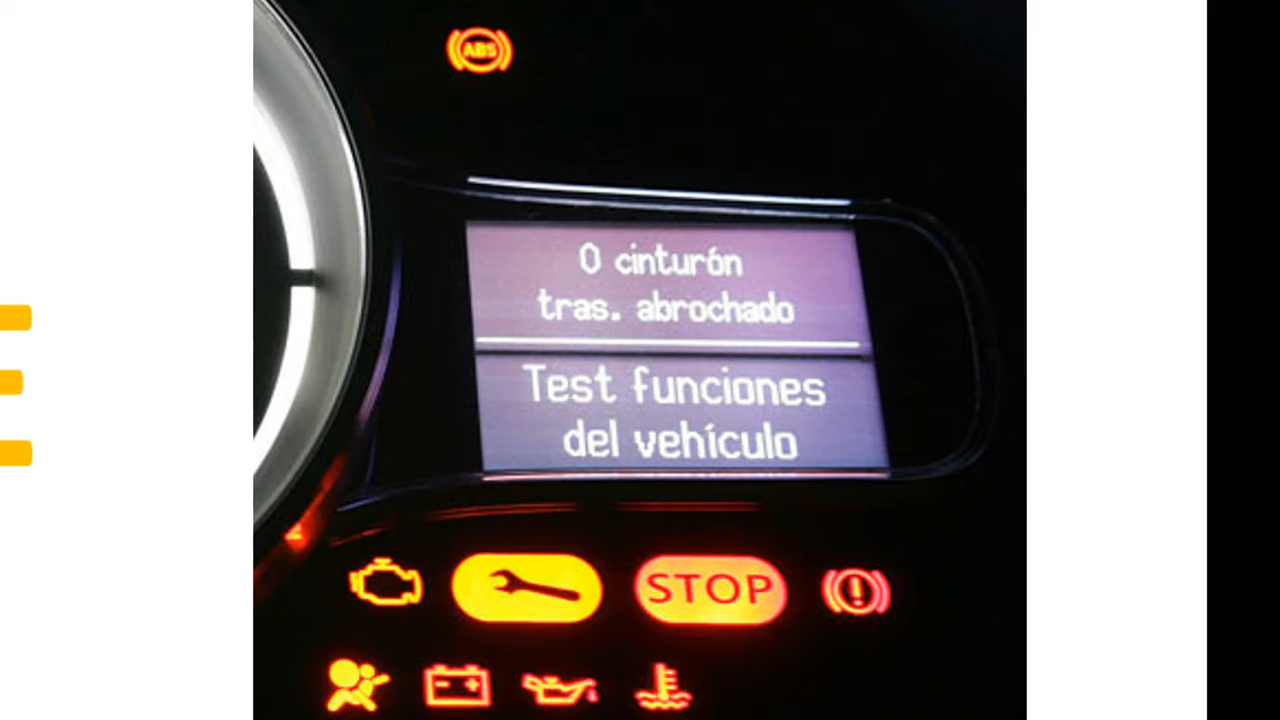 ABS
0 cinturón
tras. abrochado
Test funciones
del vehículo
STOP